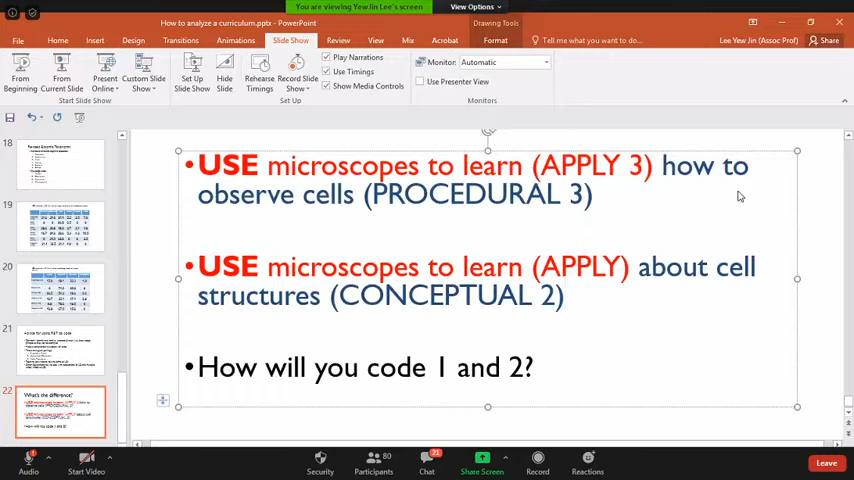 You are viewing YewJin Lee's screen
View Options
How to analyze a curriculum.pptx - PowerPoint
Drawing Tools
File Home Insert Design Transitions Animations Slide Show Review View Mix Acrobat Format Tell me what you want to do... Lee Yew Jin (Assoc Prof) Share
From Beginning
From Current Slide
Present Online
Custom Slide Show
Set Up Slide Show
Hide Slide
Rehearse Timings
Record Slide Show
Play Narrations
Use Timings
Show Media Controls
Monitor: Automatic
Use Presenter View
Start Slide Show
Set Up
Monitors
18
19
20
21
22
What's the difference?
•USE microscopes to learn (APPLY 3) how to
observe cells (PROCEDURAL 3)
•USE microscopes to learn (APPLY) about cell
structures (CONCEPTUAL 2)
•How will you code 1 and 2?
Audio
Start Video
Security
80
Participants
21
Chat
Share Screen
Record
Reactions
Leave